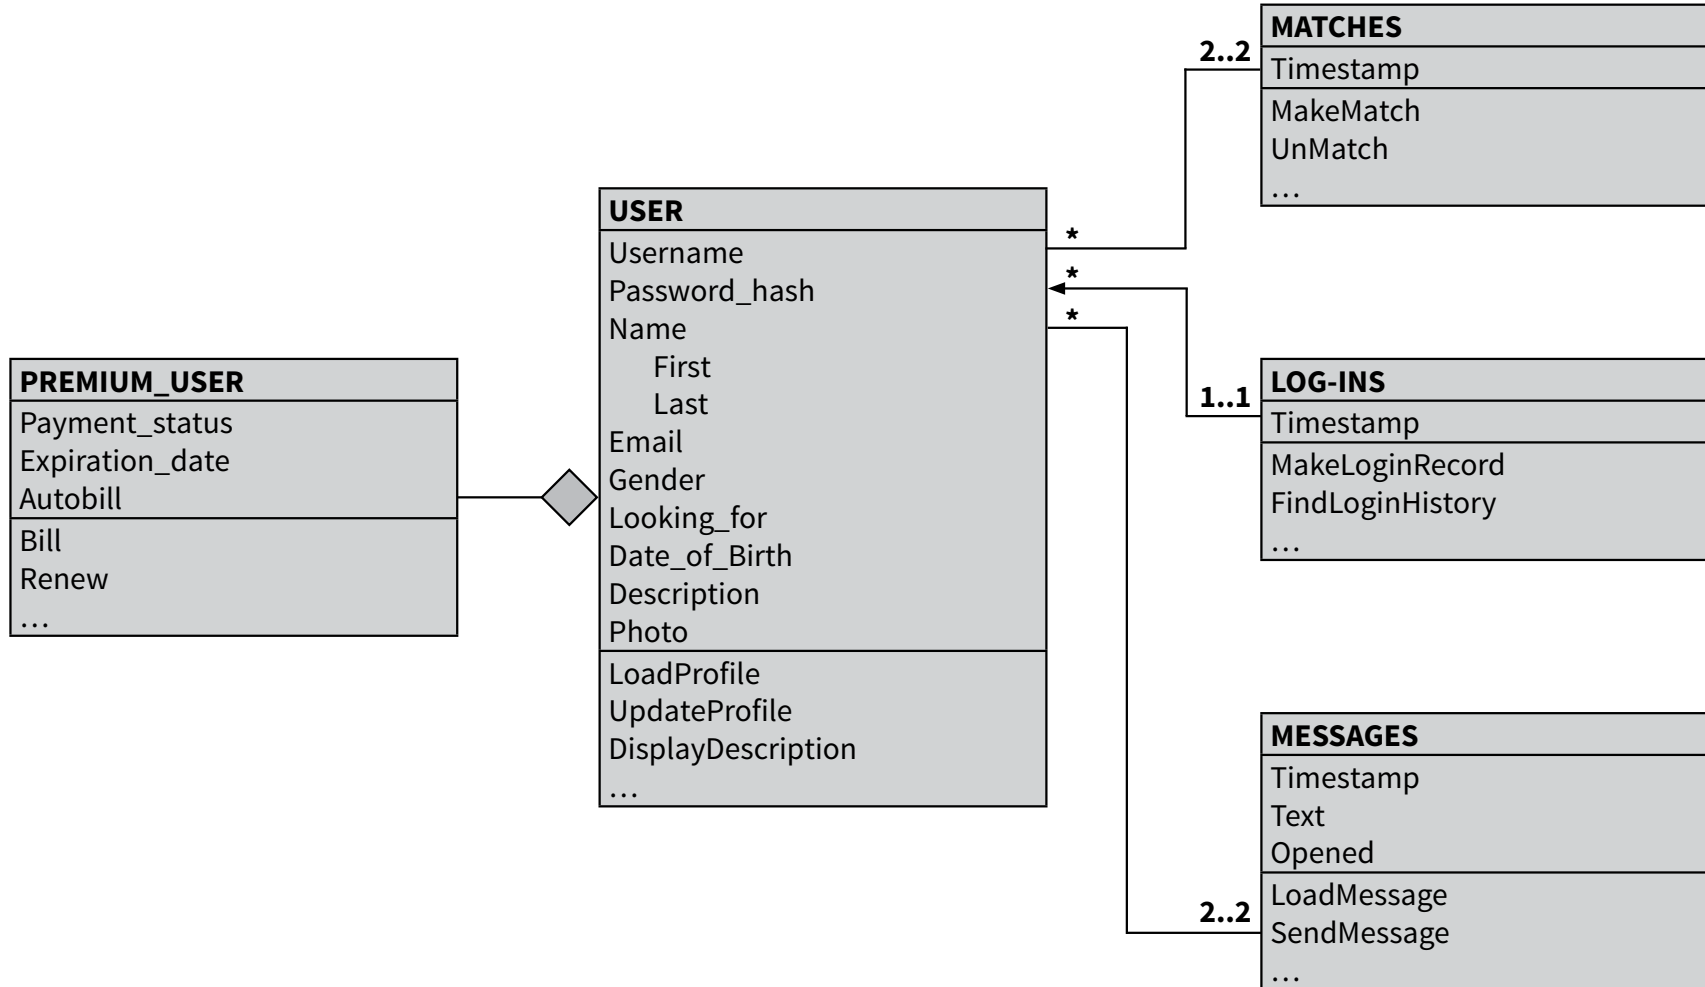 MATCHES
Timestamp
MakeMatch
UnMatch
…
2..2
USER
Username
Password_hash
Name
First
Last
Email
Gender
Looking_for
Date_of_Birth
Description
Photo
LoadProfile
UpdateProfile
DisplayDescription
…
*
*
*
PREMIUM_USER
Payment_status
Expiration_date
Autobill
Bill
Renew
…
1..1
LOG-INS
Timestamp
MakeLoginRecord
FindLoginHistory
…
MESSAGES
Timestamp
Text
Opened
LoadMessage
SendMessage
…
2..2